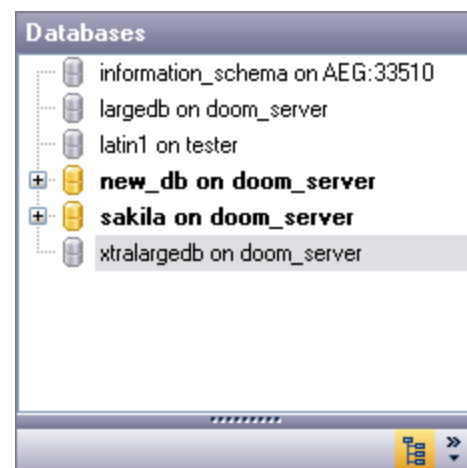 Databases
information_schema on AEG:33510
largedb on doom_server
latin1 on tester
new_db on doom_server
sakila on doom_server
xtralargedb on doom_server